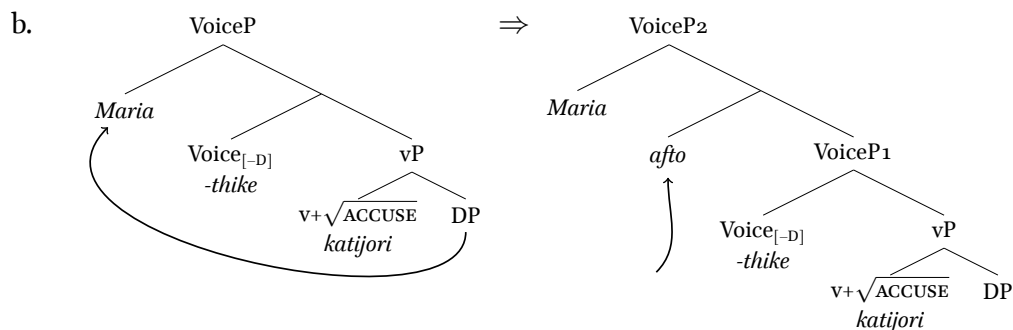 b.
VoiceP ⇒ VoiceP2
Maria
Maria
Voice[–D] vP afto VoiceP1
-thike
v+√ACCUSE DP Voice[–D] vP
katijori -thike
v+√ACCUSE DP
katijori